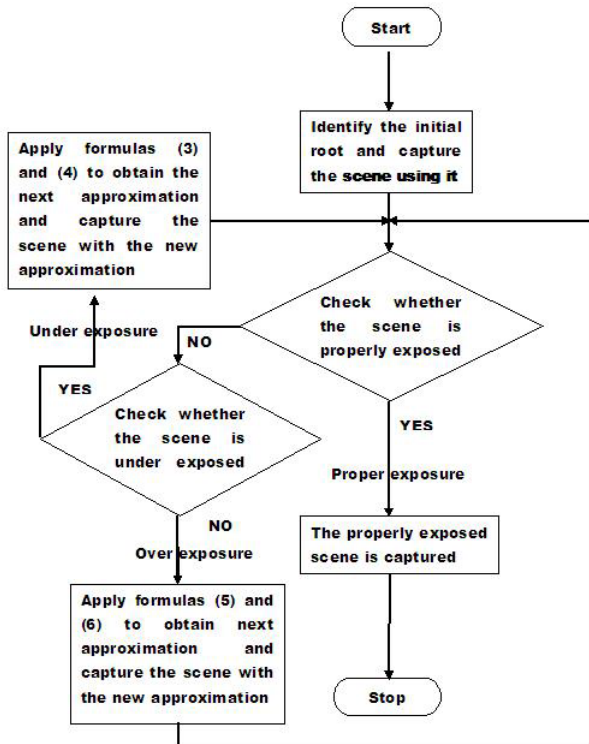 Start
Identify the initial
root and capture
the scene using it
Apply formulas (3)
and (4) to obtain the
next approximation
and capture the
scene with the new
approximation
Check whether
the scene is
properly exposed
Under exposure
NO
YES
Check whether
the scene is
under exposed
YES
Proper exposure
NO
Over exposure
The properly exposed
scene is captured
Apply formulas (5) and
(6) to obtain next
approximation and
capture the scene with
the new approximation
Stop